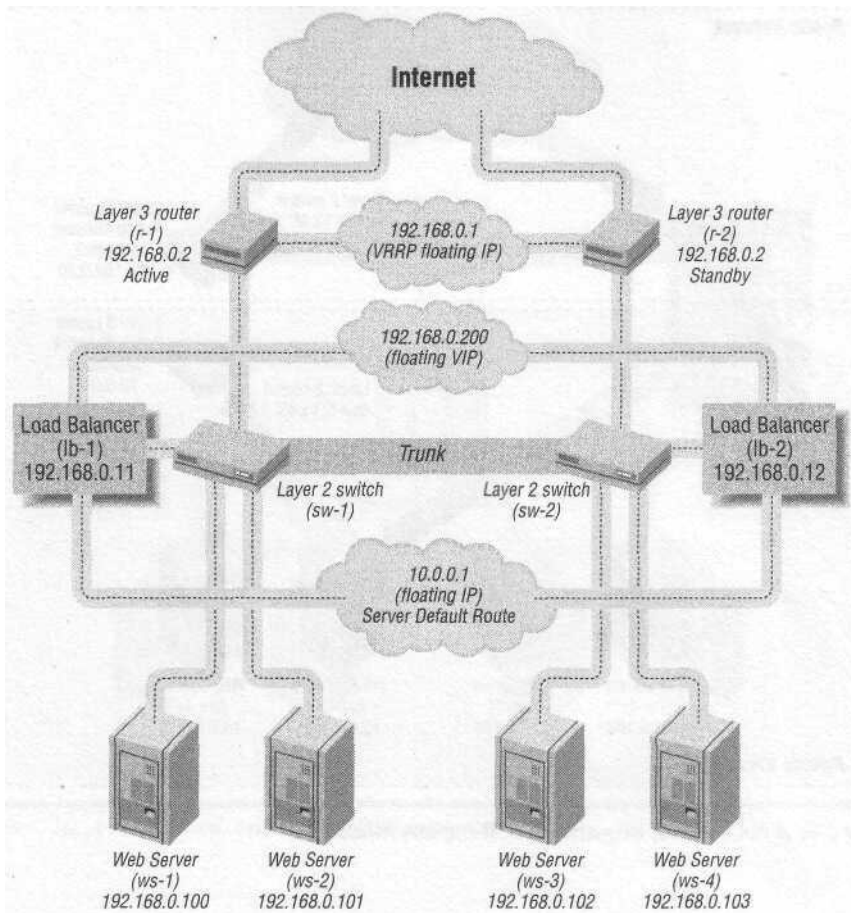 Internet
Layer 3 router
(r-1)
192.168.0.2
Active
192.168.0.1
(VRRP floating IP)
Layer 3 router
(r-2)
192.168.0.2
Standby
192.168.0.200
(floating VIP)
Load Balancer
(lb-1)
192.168.0.11
Trunk
Load Balancer
(lb-2)
192.168.0.12
Layer 2 switch
(sw-1)
Layer 2 switch
(sw-2)
10.0.0.1
(floating IP)
Server Default Route
Web Server
(ws-1)
192.168.0.100
Web Server
(ws-2)
192.168.0.101
Web Server
(ws-3)
192.168.0.102
Web Server
(ws-4)
192.168.0.103